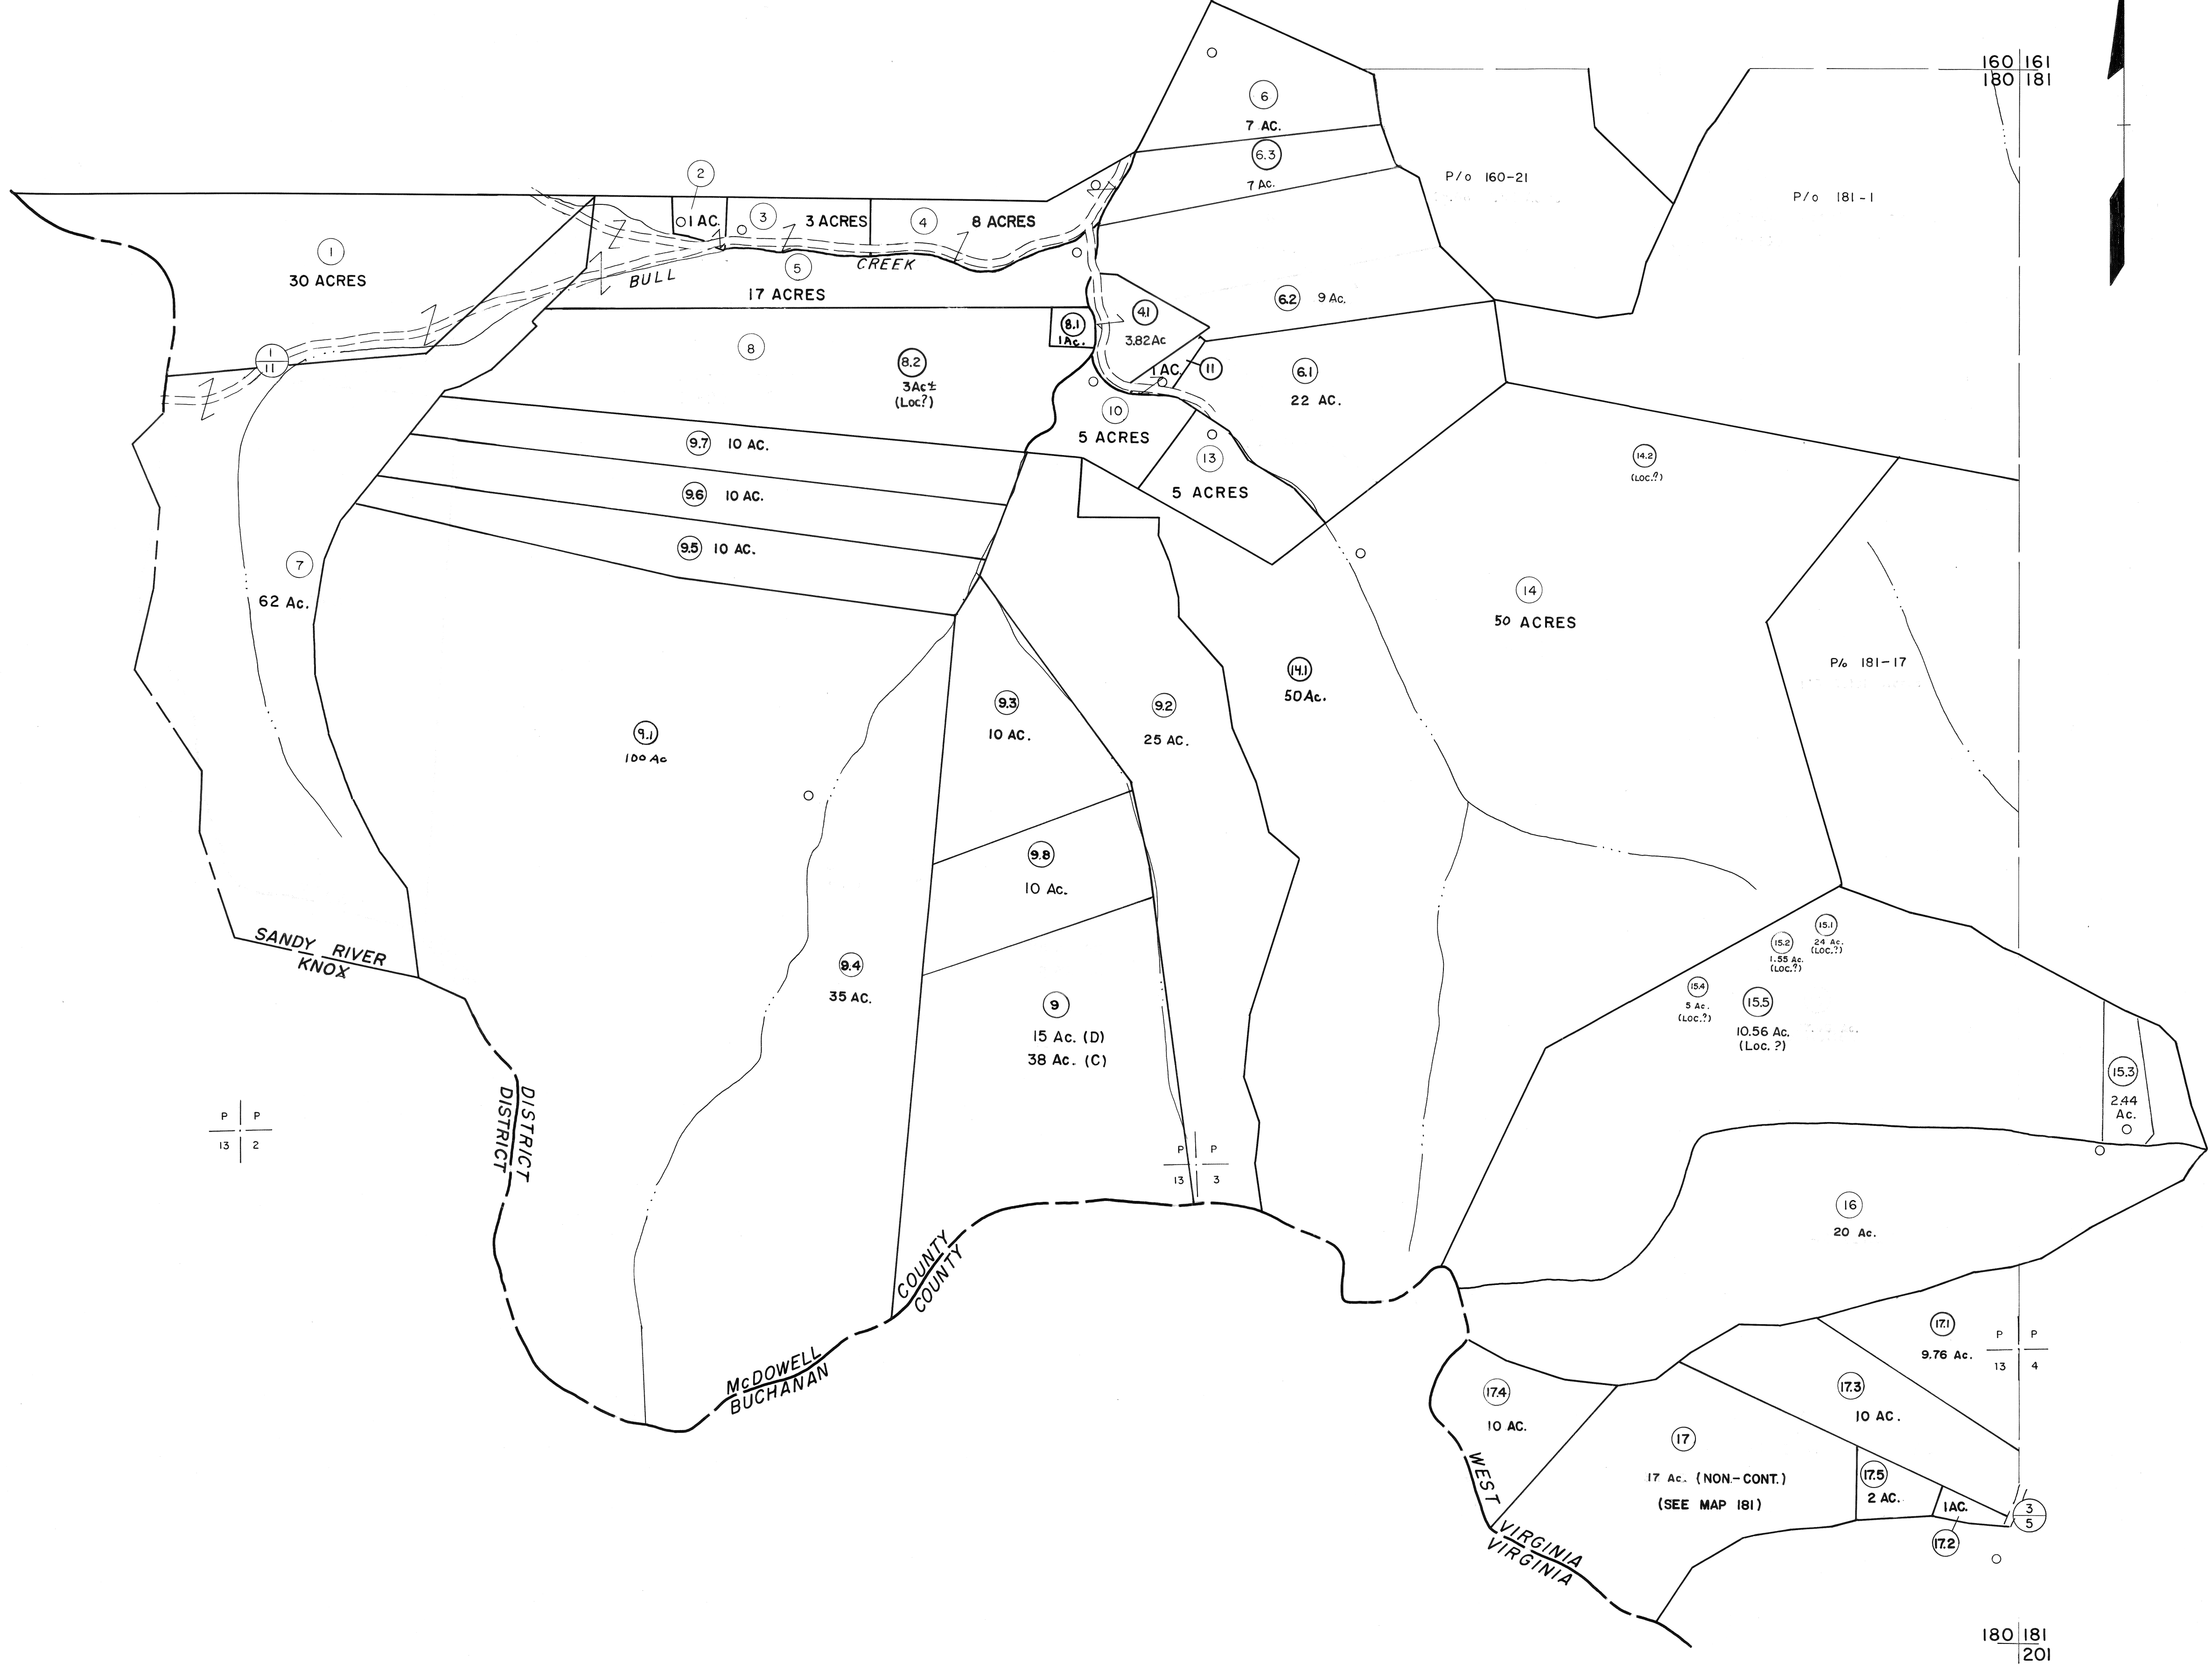 160 161
180 181
6
7 AC.
6.3
7 AC.
P/o 160-21
P/o 181-1
2
1 AC.
3
3 ACRES
4
8 ACRES
1
30 ACRES
BULL
CREEK
5
17 ACRES
6.2 9 Ac.
4.1
3.82Ac
8.1
1Ac.
8
8.2
3Ac±
(Loc.?)
1
11
1 AC.
11
6.1
22 AC.
10
5 ACRES
13
5 ACRES
9.7 10 AC.
9.6 10 AC.
9.5 10 AC.
14.2
(LOC.?)
7
62 Ac.
14
50 ACRES
P/o 181-17
14.1
50Ac.
9.3
10 AC.
9.2
25 AC.
9.1
100 Ac
9.8
10 Ac.
SANDY RIVER
KNOX
9.4
35 AC.
9
15 Ac. (D)
38 Ac. (C)
15.1
24 Ac.
(LOC.?)
15.2
1.55 Ac.
(LOC.?)
15.4
5 Ac.
(LOC.?)
15.5
10.56 Ac.
(Loc. ?)
15.3
2.44
Ac.
DISTRICT
DISTRICT
P P
13 2
P P
13 3
16
20 Ac.
COUNTY
COUNTY
McDOWELL
BUCHANAN
17.1
9.76 Ac.
P P
13 4
17.4
10 AC.
17.3
10 AC.
17
17 Ac. (NON.-CONT.)
(SEE MAP 181)
17.5
2 AC.
1AC.
17.2
3
5
WEST VIRGINIA
VIRGINIA
180 181
201